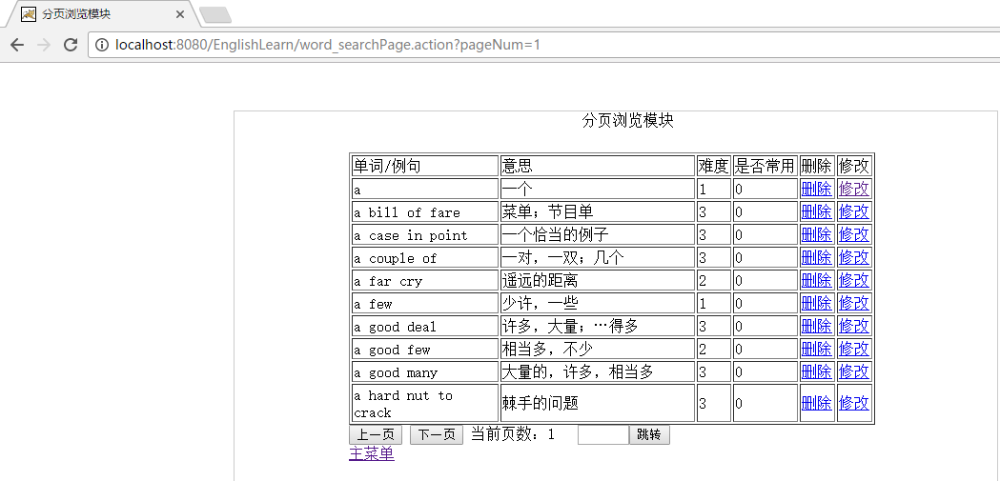 分页浏览模块
localhost:8080/EnglishLearn/word_searchPage.action?pageNum=1
分页浏览模块
单词/例句 意思 难度 是否常用 删除 修改
a 一个 1 0 删除 修改
a bill of fare 菜单；节目单 3 0 删除 修改
a case in point 一个恰当的例子 3 0 删除 修改
a couple of 一对，一双；几个 3 0 删除 修改
a far cry 遥远的距离 2 0 删除 修改
a few 少许，一些 1 0 删除 修改
a good deal 许多，大量；…得多 3 0 删除 修改
a good few 相当多，不少 2 0 删除 修改
a good many 大量的，许多，相当多 3 0 删除 修改
a hard nut to
crack 棘手的问题 3 0 删除 修改
上一页 下一页 当前页数：1 跳转
主菜单